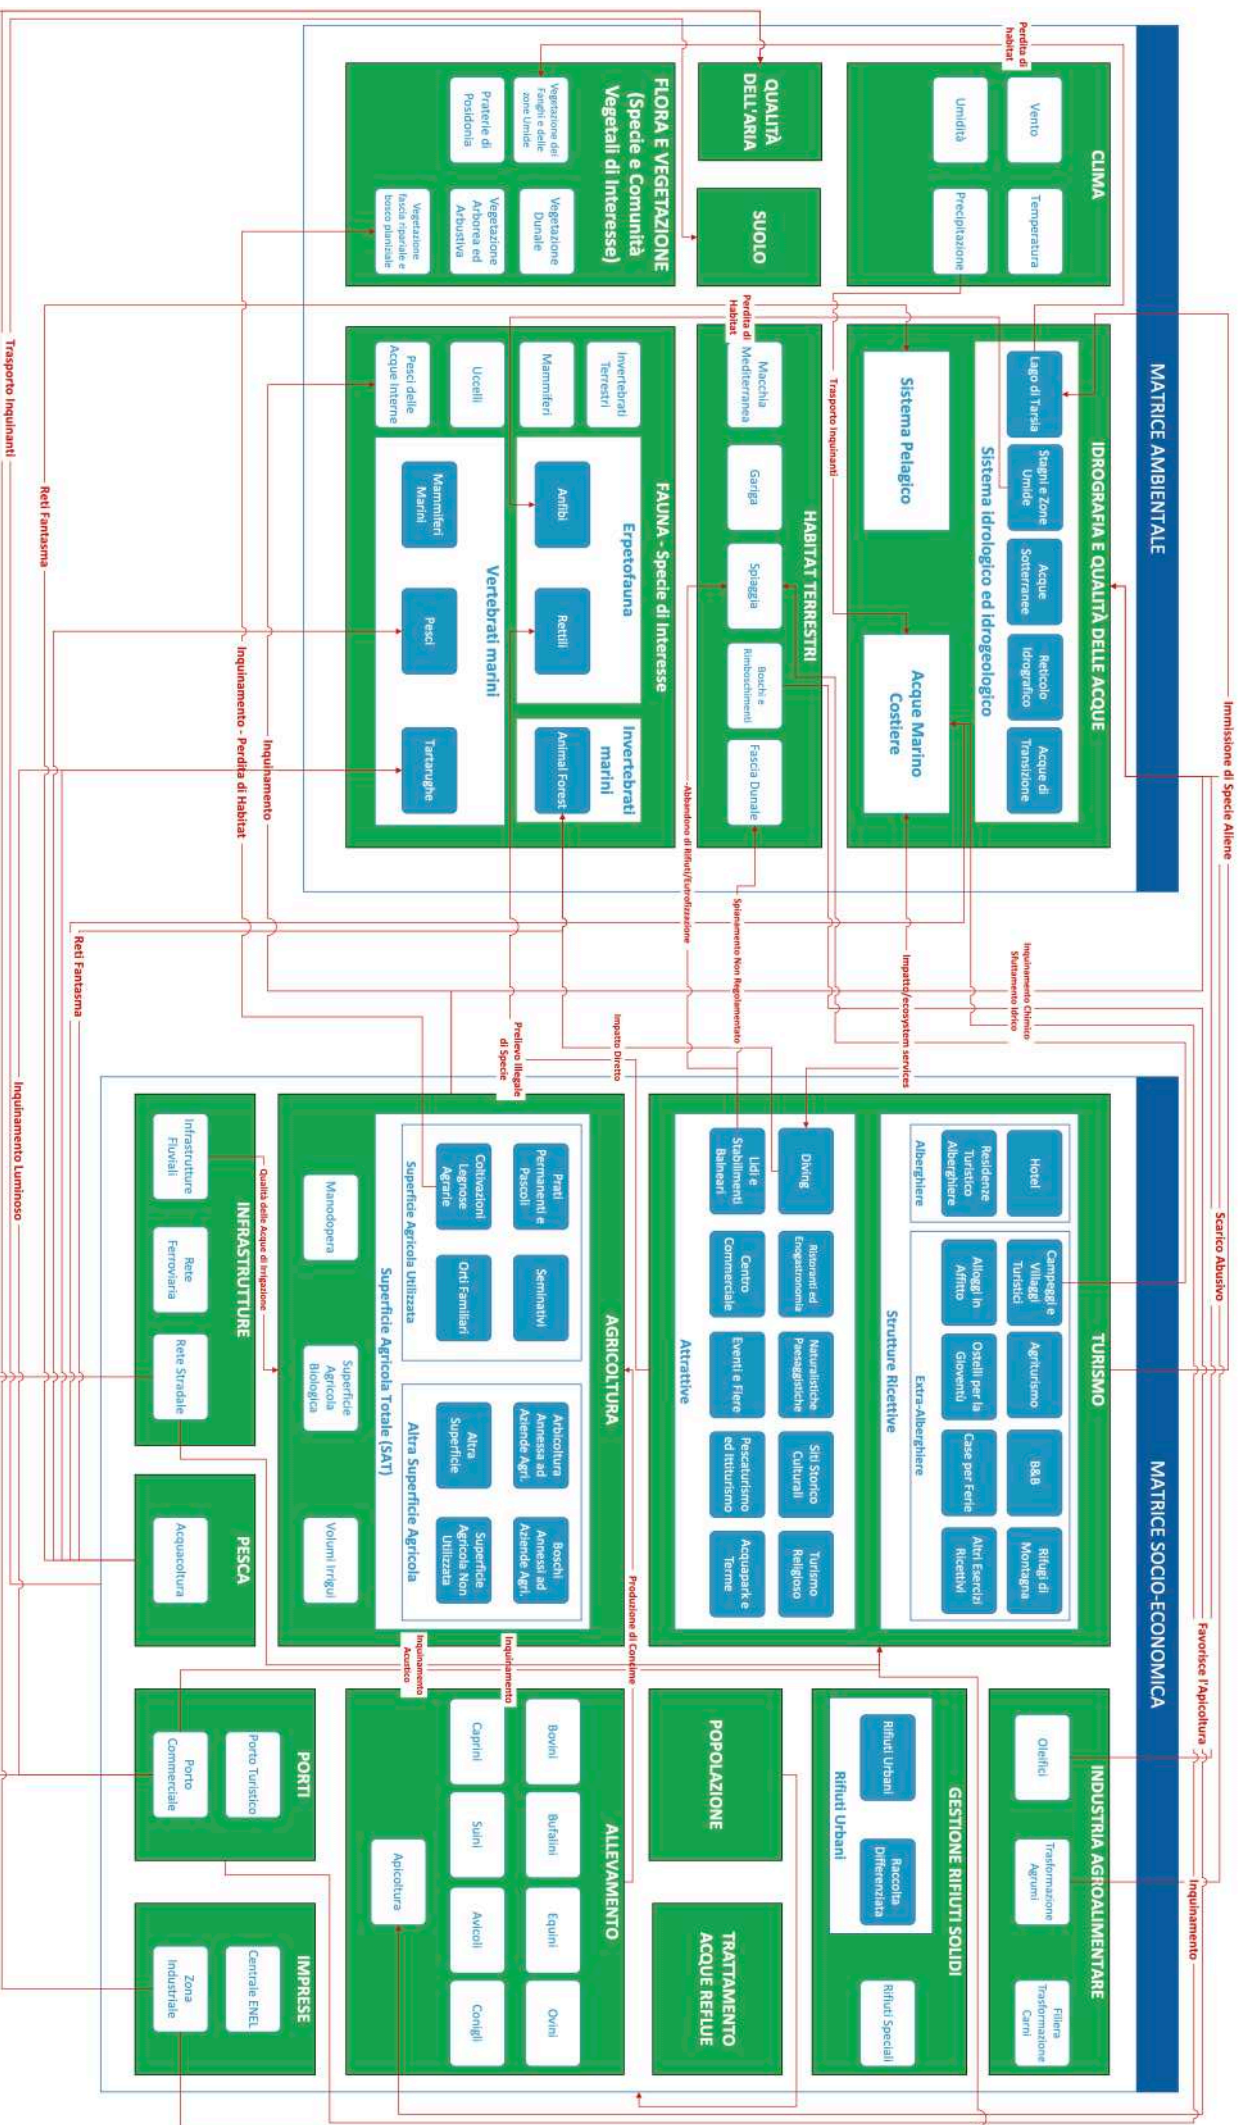 MATRICE AMBIENTALE
CLIMA
Vento
Temperatura
Umidità
Precipitazione
Perdita di
habitat
IDROGRAFIA E QUALITÀ DELLE ACQUE
Lago di Tarsia
Stagni e Zone
Umide
Acque
Sotterranee
Reticolo
Idrografico
Acque di
Transizione
Sistema idrologico ed idrogeologico
Sistema Pelagico
Acque Marino
Costiere
Trasporto Inquinanti
QUALITÀ
DELL'ARIA
SUOLO
HABITAT TERRESTRI
Perdita di
Habitat
Macchia
Mediterranea
Gariga
Spiaggia
Boschi e
Rimboschimenti
Fascia Dunale
FLORA E VEGETAZIONE
(Specie e Comunità
Vegetali di Interesse)
Vegetazione dei
Fanghi e delle
zone Umide
Vegetazione
Dunale
Praterie di
Posidonia
Vegetazione
Arborea ed
Arbustiva
Vegetazione
fascia ripariale e
bosco planiziale
FAUNA - Specie di Interesse
Invertebrati
Terrestri
Mammiferi
Uccelli
Pesci delle
Acque Interne
Erpetofauna
Anfibi
Rettili
Invertebrati
marini
Animal Forest
Vertebrati marini
Mammiferi
Marini
Pesci
Tartarughe
Immissione di Specie Aliene
Scarico Abusivo
Favorisce l'Apicoltura
Inquinamento
Inquinamento Chimico
Sfuttamento Idrico
Impatto/ecosystem services
Spianamento Non Regolamentato
-Abbandono di Rifiuti/Eutrofizzazione
Impatto Diretto
Prelievo Illegale
di Specie
Inquinamento
Inquinamento - Perdita di Habitat
Reti Fantasma
Reti Fantasma
Trasporto Inquinanti
Inquinamento Luminoso
MATRICE SOCIO-ECONOMICA
TURISMO
Hotel
Residenze
Turistico
Alberghiere
Alberghiere
Campeggi e
Villaggi
Turistici
Agriturismo
B&B
Rifugi di
Montagna
Alloggi in
Affitto
Ostelli per la
Gioventù
Case per Ferie
Altri Esercizi
Ricettivi
Extra-Alberghiere
Strutture Ricettive
Diving
Ristoranti ed
Enogastronomia
Naturalistiche
Paesaggistiche
Siti Storico
Culturali
Turismo
Religioso
Lidi e
Stabilimenti
Balneari
Centro
Commerciale
Eventi e Fiere
Pescaturismo
ed Ittiturismo
Acquapark e
Terme
Attrattive
Produzione di Concime
AGRICOLTURA
Prati
Permanenti e
Pascoli
Seminativi
Coltivazioni
Legnose
Agrarie
Orti Familiari
Superficie Agricola Utilizzata
Arbicoltura
Annessa ad
Aziende Agri.
Boschi
Annessi ad
Aziende Agri.
Altra
Superficie
Superficie
Agricola Non
Utilizzata
Altra Superficie Agricola
Superficie Agricola Totale (SAT)
Manodopera
Superficie
Agricola
Biologica
Volumi Irrigui
Qualità delle Acque di Irrigazione
INFRASTRUTTURE
Infrastrutture
Fluviali
Rete
Ferroviaria
Rete Stradale
PESCA
Acquacoltura
INDUSTRIA AGROALIMENTARE
Oleifici
Trasformazione
Agrumi
Filiera
Trasformazione
Carni
GESTIONE RIFIUTI SOLIDI
Rifiuti Urbani
Raccolta
Differenziata
Rifiuti Urbani
Rifiuti Speciali
POPOLAZIONE
TRATTAMENTO
ACQUE REFLUE
ALLEVAMENTO
Bovini
Bufalini
Equini
Ovini
Caprini
Suini
Avicoli
Conigli
Apicoltura
Inquinamento
Inquinamento
Acustico
PORTI
Porto Turistico
Porto
Commerciale
IMPRESE
Centrale ENEL
Zona
Industriale